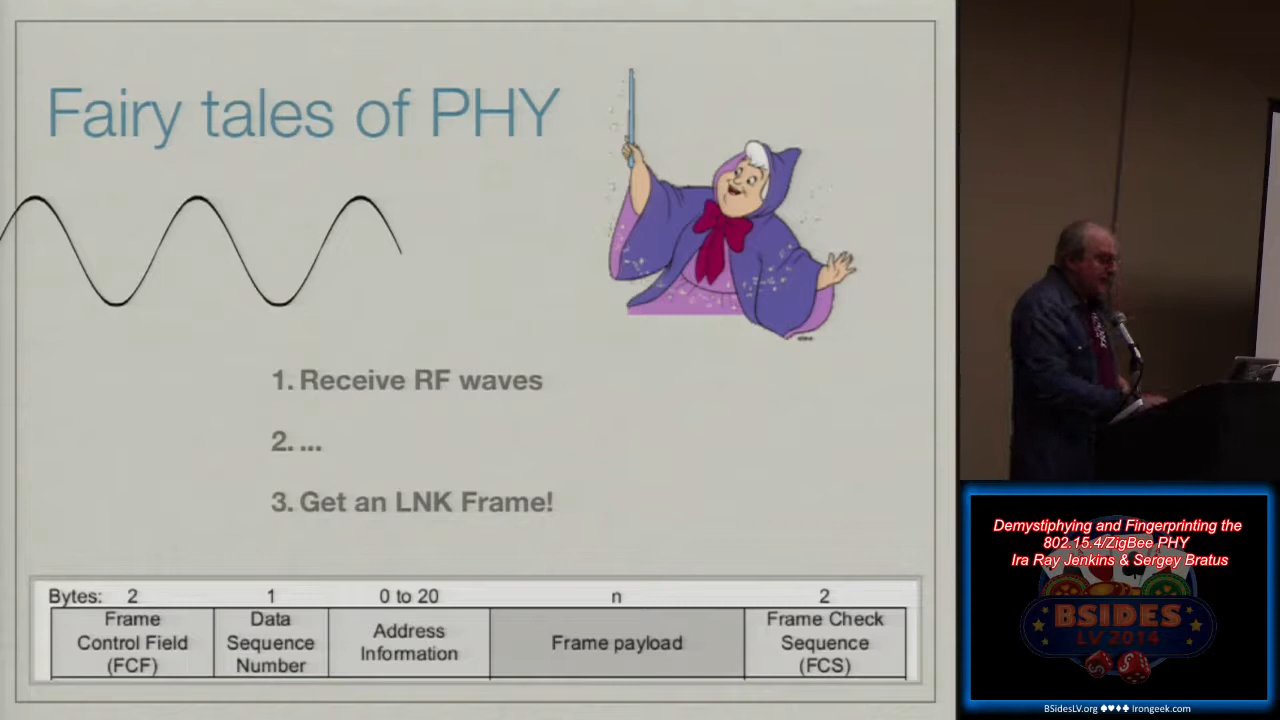 Fairy tales of PHY
1. Receive RF waves
2. ...
3. Get an LNK Frame!
Bytes: 2 1 0 to 20 n 2
Frame
Control Field
(FCF)
Data
Sequence
Number
Address
Information
Frame payload
Frame Check
Sequence
(FCS)
Demystiphying and Fingerprinting the
802.15.4/ZigBee PHY
Ira Ray Jenkins & Sergey Bratus
BSIDES
LV 2014
BSidesLV.org ♠♥♦♣ Irongeek.com